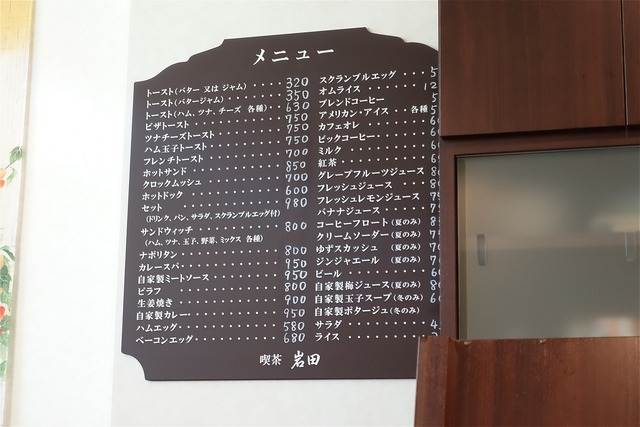 メニュー
トースト(バター 又は ジャム)・・・・320
トースト(バタージャム)・・・・・・350
トースト(ハム、ツナ、チーズ 各種)・630
ピザトースト・・・・・・・・・750
ツナチーズトースト・・・・・・750
ハム玉子トースト・・・・・・・750
フレンチトースト・・・・・・・700
ホットサンド・・・・・・・・・850
クロックムッシュ・・・・・・・700
ホットドック・・・・・・・・・600
セット・・・・・・・・・・・・980
(ドリンク、パン、サラダ、スクランブルエッグ付)
サンドウィッチ・・・・・・・・800
(ハム、ツナ、玉子、野菜、ミックス 各種)
ナポリタン・・・・・・・・・・800
カレースパ・・・・・・・・・・950
自家製ミートソース・・・・・・950
ピラフ・・・・・・・・・・・・800
生姜焼き・・・・・・・・・・・900
自家製カレー・・・・・・・・・950
ハムエッグ・・・・・・・・・・580
ベーコンエッグ・・・・・・・・680
スクランブルエッグ・・・
オムライス・・・・・・
ブレンドコーヒー・・・
アメリカン・アイス・・各種
カフェオレ・・・・・・
ビックコーヒー・・・・
ミルク・・・・・・・・
紅茶・・・・・・・・・
グレープフルーツジュース
フレッシュジュース・・・
フレッシュレモンジュース
バナナジュース・・・・
コーヒーフロート(夏のみ)
クリームソーダー(夏のみ)
ゆずスカッシュ (夏のみ)
ジンジャエール (夏のみ)
ビール・・・・・・・・
自家製梅ジュース(夏のみ)
自家製玉子スープ(冬のみ)
自家製ポタージュ(冬のみ)
サラダ・・・・・・・・
ライス・・・・・・・・
喫茶 岩田